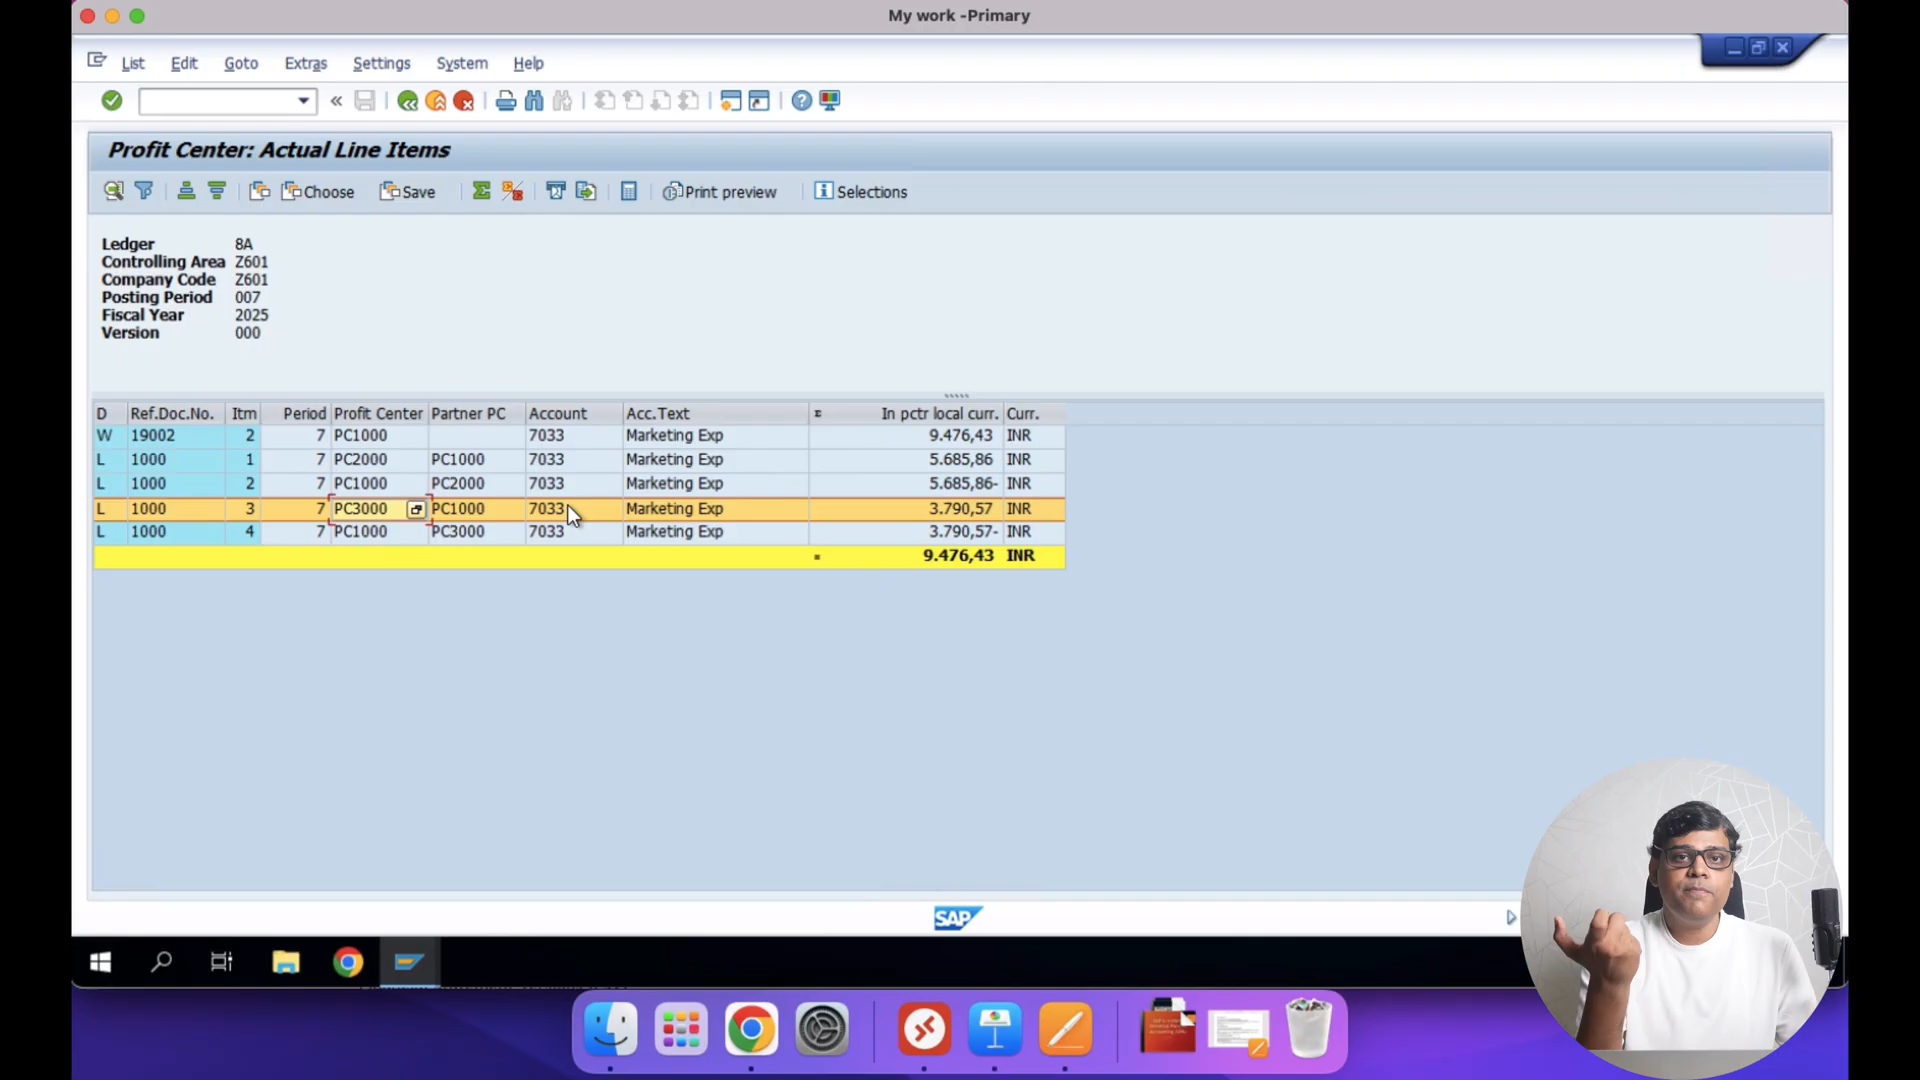 My work -Primary
List Edit Goto Extras Settings System Help
Profit Center: Actual Line Items
Choose Save Print preview Selections
Ledger 8A
Controlling Area Z601
Company Code Z601
Posting Period 007
Fiscal Year 2025
Version 000
D Ref.Doc.No. Itm Period Profit Center Partner PC Account Acc.Text In pctr local curr. Curr.
W 19002 2 7 PC1000 7033 Marketing Exp 9.476,43 INR
L 1000 1 7 PC2000 PC1000 7033 Marketing Exp 5.685,86 INR
L 1000 2 7 PC1000 PC2000 7033 Marketing Exp 5.685,86- INR
L 1000 3 7 PC3000 PC1000 7033 Marketing Exp 3.790,57 INR
L 1000 4 7 PC1000 PC3000 7033 Marketing Exp 3.790,57- INR
9.476,43 INR
SAP